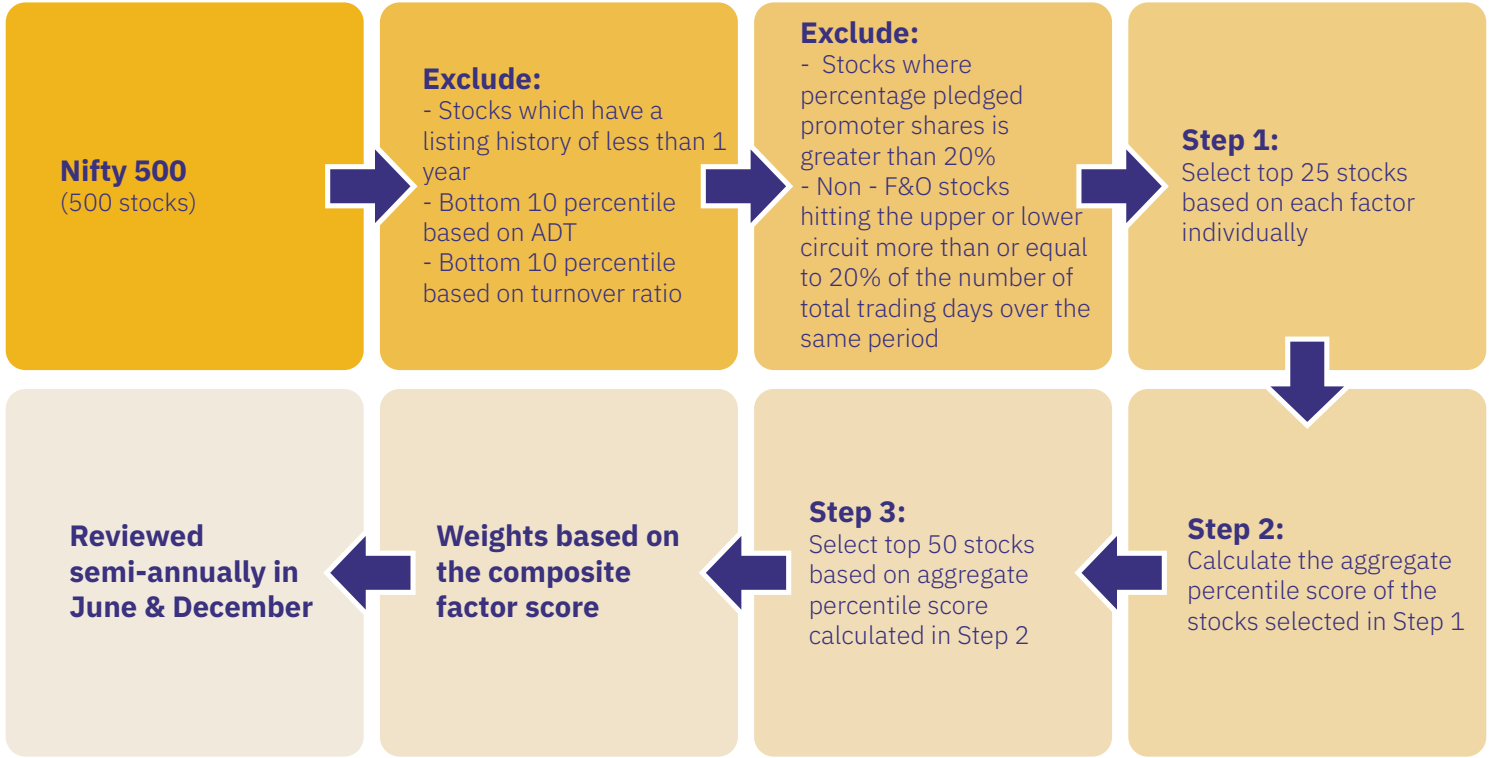 Nifty 500
(500 stocks)
Exclude:
- Stocks which have a
listing history of less than 1
year
- Bottom 10 percentile
based on ADT
- Bottom 10 percentile
based on turnover ratio
Exclude:
- Stocks where
percentage pledged
promoter shares is
greater than 20%
- Non - F&O stocks
hitting the upper or lower
circuit more than or equal
to 20% of the number of
total trading days over the
same period
Step 1:
Select top 25 stocks
based on each factor
individually
Step 2:
Calculate the aggregate
percentile score of the
stocks selected in Step 1
Step 3:
Select top 50 stocks
based on aggregate
percentile score
calculated in Step 2
Weights based on
the composite
factor score
Reviewed
semi-annually in
June & December